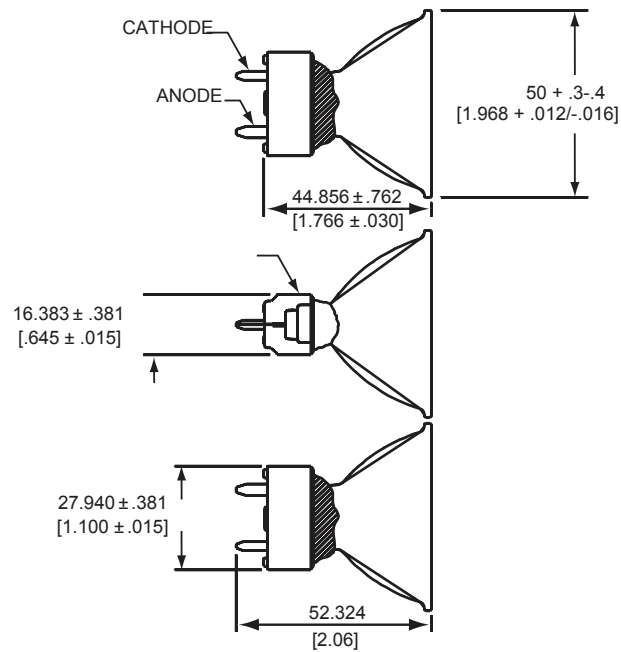 CATHODE
ANODE
50 + .3-.4
[1.968 + .012/-.016]
44.856 ± .762
[1.766 ± .030]
16.383 ± .381
[.645 ± .015]
27.940 ± .381
[1.100 ± .015]
52.324
[2.06]